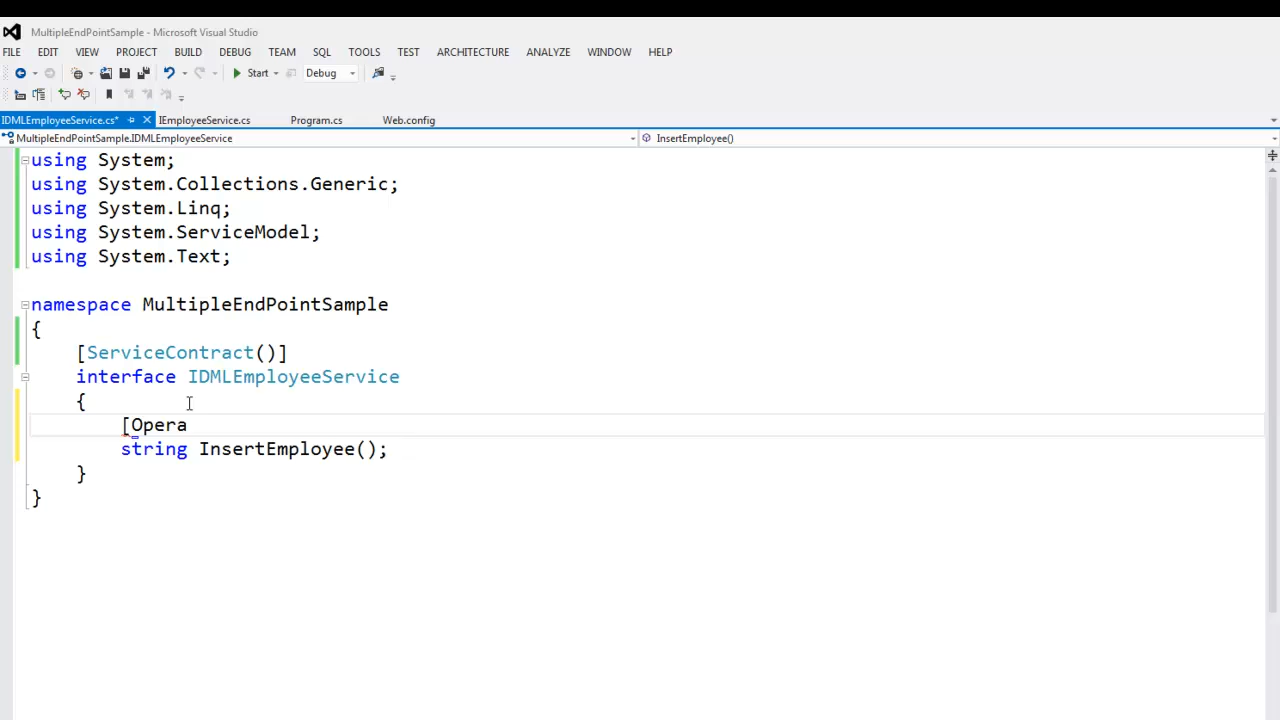 MultipleEndPointSample - Microsoft Visual Studio
FILE EDIT VIEW PROJECT BUILD DEBUG TEAM SQL TOOLS TEST ARCHITECTURE ANALYZE WINDOW HELP
Start Debug
IDMLEmployeeService.cs* IEmployeeService.cs Program.cs Web.config
MultipleEndPointSample.IDMLEmployeeService InsertEmployee()
using System;
using System.Collections.Generic;
using System.Linq;
using System.ServiceModel;
using System.Text;
namespace MultipleEndPointSample
{
[ServiceContract()]
interface IDMLEmployeeService
{
[Opera
string InsertEmployee();
}
}